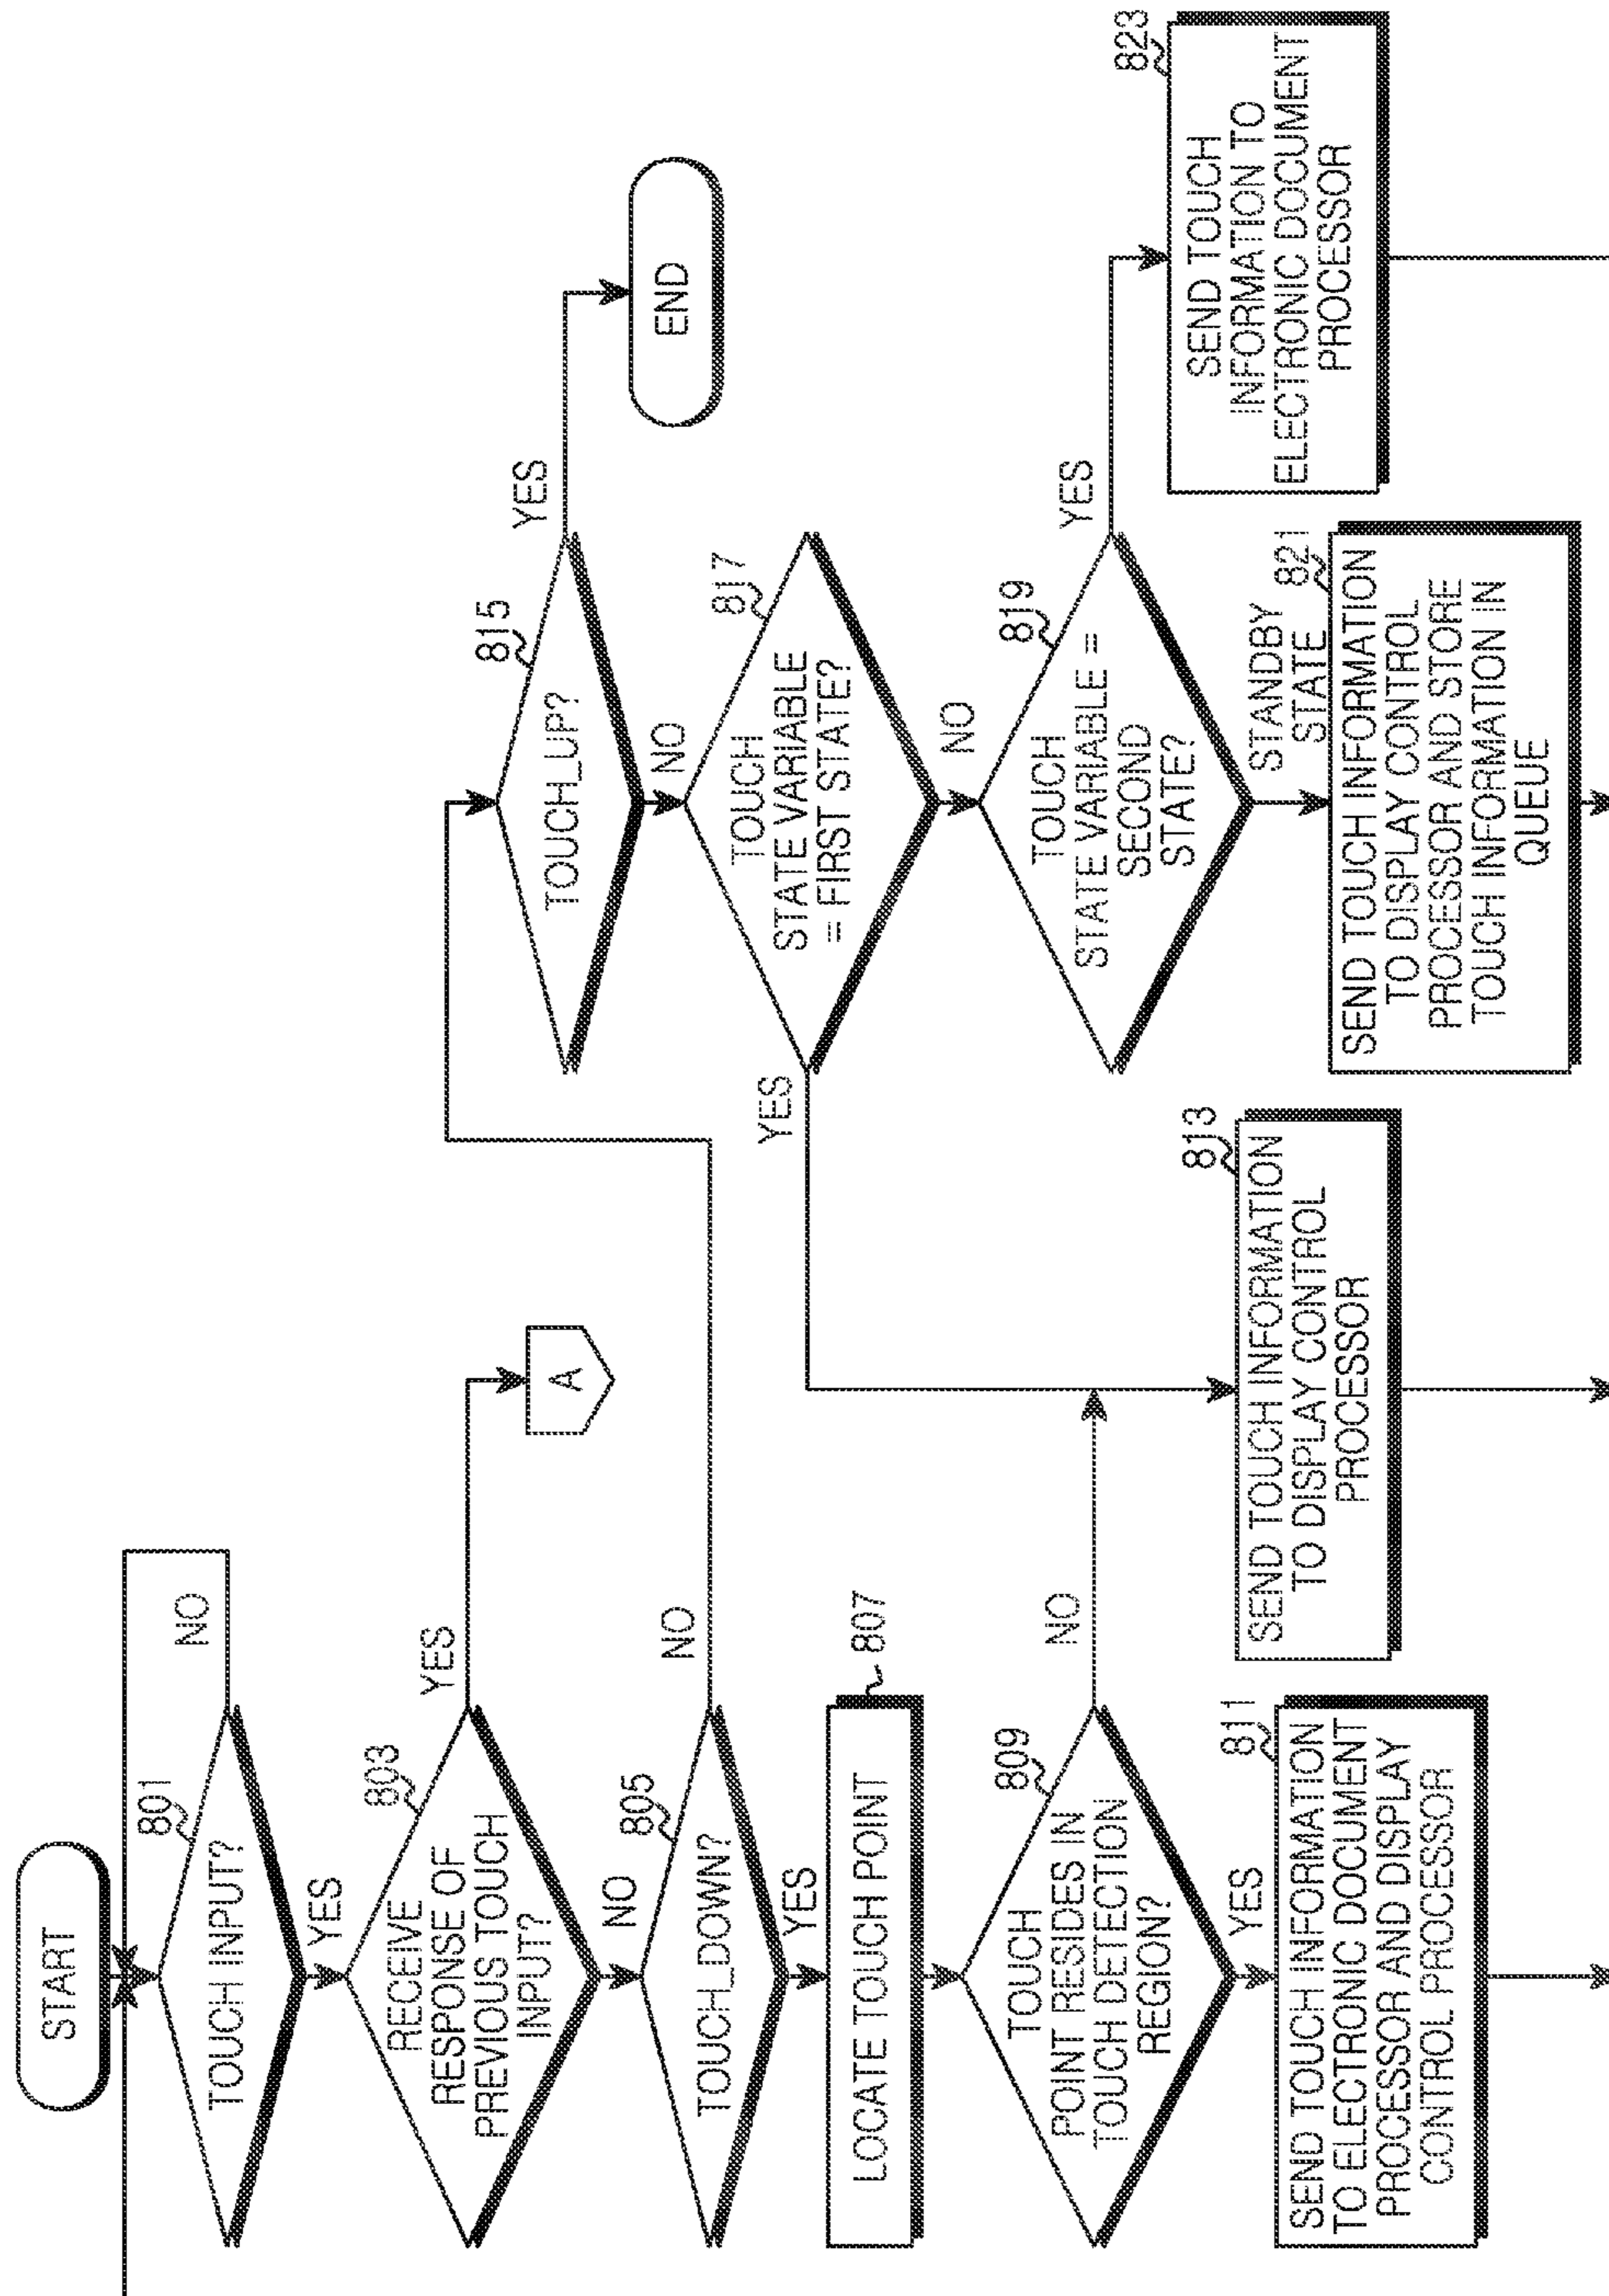 START
801
TOUCH INPUT?
NO
YES
803
RECEIVE
RESPONSE OF
PREVIOUS TOUCH
INPUT?
YES
A
NO
805
TOUCH_DOWN?
NO
YES
LOCATE TOUCH POINT
807
809
TOUCH
POINT RESIDES IN
TOUCH DETECTION
REGION?
NO
YES
811
SEND TOUCH INFORMATION
TO ELECTRONIC DOCUMENT
PROCESSOR AND DISPLAY
CONTROL PROCESSOR
813
SEND TOUCH INFORMATION
TO DISPLAY CONTROL
PROCESSOR
815
TOUCH_UP?
YES
END
NO
817
TOUCH
STATE VARIABLE
= FIRST STATE?
YES
NO
819
TOUCH
STATE VARIABLE =
SECOND
STATE?
YES
STANDBY
STATE
821
SEND TOUCH INFORMATION
TO DISPLAY CONTROL
PROCESSOR AND STORE
TOUCH INFORMATION IN
QUEUE
823
SEND TOUCH
INFORMATION TO
ELECTRONIC DOCUMENT
PROCESSOR